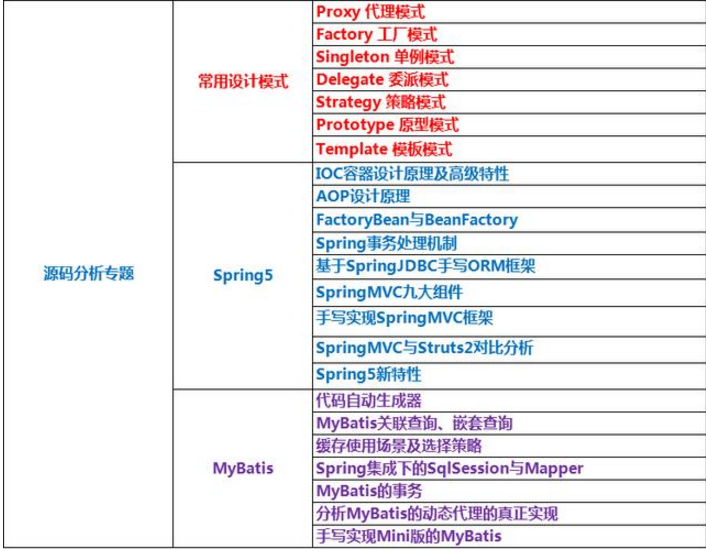 源码分析专题
常用设计模式
Proxy 代理模式
Factory 工厂模式
Singleton 单例模式
Delegate 委派模式
Strategy 策略模式
Prototype 原型模式
Template 模板模式
Spring5
IOC容器设计原理及高级特性
AOP设计原理
FactoryBean与BeanFactory
Spring事务处理机制
基于SpringJDBC手写ORM框架
SpringMVC九大组件
手写实现SpringMVC框架
SpringMVC与Struts2对比分析
Spring5新特性
MyBatis
代码自动生成器
MyBatis关联查询、嵌套查询
缓存使用场景及选择策略
Spring集成下的SqlSession与Mapper
MyBatis的事务
分析MyBatis的动态代理的真正实现
手写实现Mini版的MyBatis